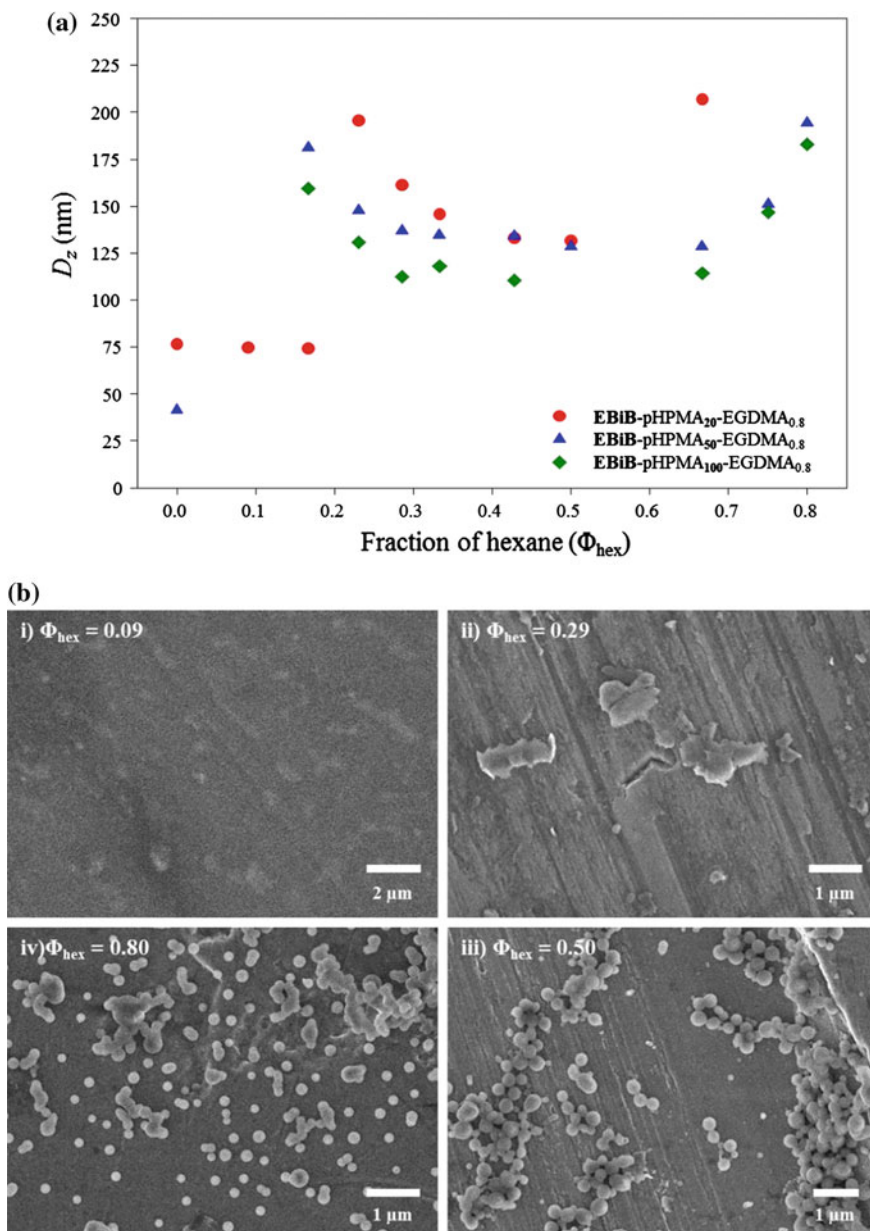 (a)
250
225
200
175
150
125
100
75
50
25
0
D_z (nm)
EBiB-pHPMA₂₀-EGDMA₀.₈
EBiB-pHPMA₅₀-EGDMA₀.₈
EBiB-pHPMA₁₀₀-EGDMA₀.₈
0.0 0.1 0.2 0.3 0.4 0.5 0.6 0.7 0.8
Fraction of hexane (Φhex)
(b)
i) Φhex = 0.09
2 µm
ii) Φhex = 0.29
1 µm
iv)Φhex = 0.80
1 µm
iii) Φhex = 0.50
1 µm